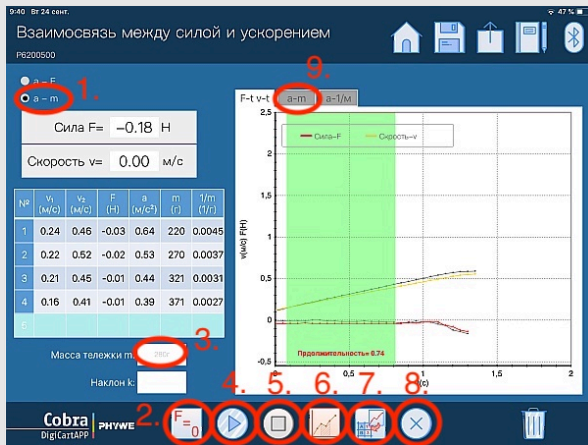 9:40 Вт 24 сент. 47 %
Взаимосвязь между силой и ускорением
P6200500
a – F
a – m
1.
Сила F= -0.18 Н
Скорость v= 0.00 м/с
№ v₁ (м/с) v₂ (м/с) F (Н) a (м/с²) m (г) 1/m (1/г)
1 0.24 0.46 -0.03 0.64 220 0.0045
2 0.22 0.52 -0.02 0.53 270 0.0037
3 0.21 0.45 -0.01 0.44 321 0.0031
4 0.16 0.41 -0.01 0.39 371 0.0027
Масса тележки m:
3.
Наклон k:
9.
F-t v-t a-m a-1/м
Сила-F Скорость-v
v(м/с) F(Н)
2,5
2
1,5
1
0,5
0
-0,5
Прдолжительность= 0.74
0 0,5 1 1,5 2
t(с)
2. 4. 5. 6. 7. 8.
F=0
Cobra PHYWE
DigiCartAPP